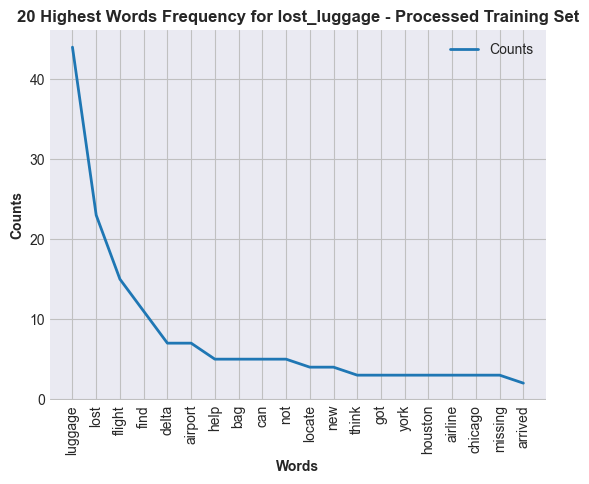 20 Highest Words Frequency for lost_luggage - Processed Training Set
Counts
40
30
20
10
0
Counts
luggage
lost
flight
find
delta
airport
help
bag
can
not
locate
new
think
got
york
houston
airline
chicago
missing
arrived
Words